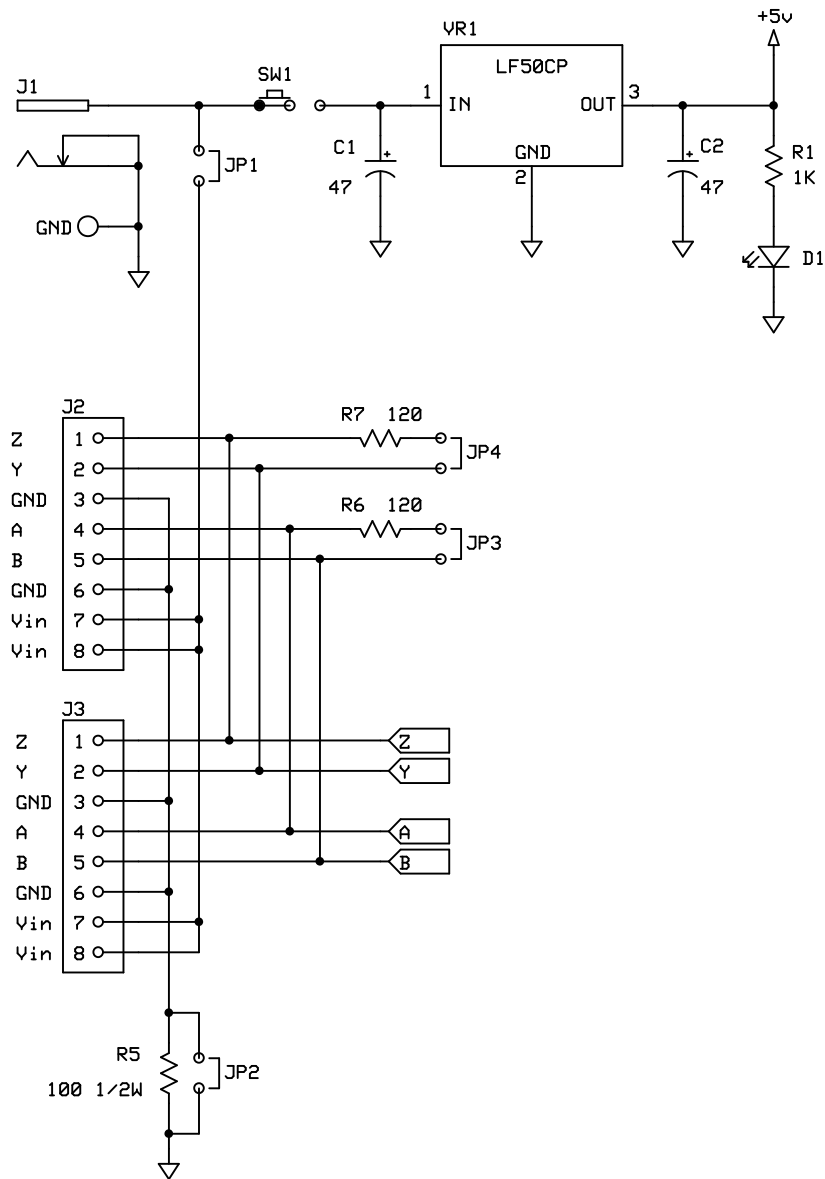 +5v
VR1
LF50CP
SW1
J1
1 IN
OUT 3
GND
2
C1
+
47
C2
+
47
R1
1K
JP1
GND
D1
J2
R7 120
Z 1
Y 2
JP4
GND 3
R6 120
A 4
B 5
JP3
GND 6
Vin 7
Vin 8
J3
Z 1 Z
Y 2 Y
GND 3
A 4 A
B 5 B
GND 6
Vin 7
Vin 8
R5
100 1/2W
JP2